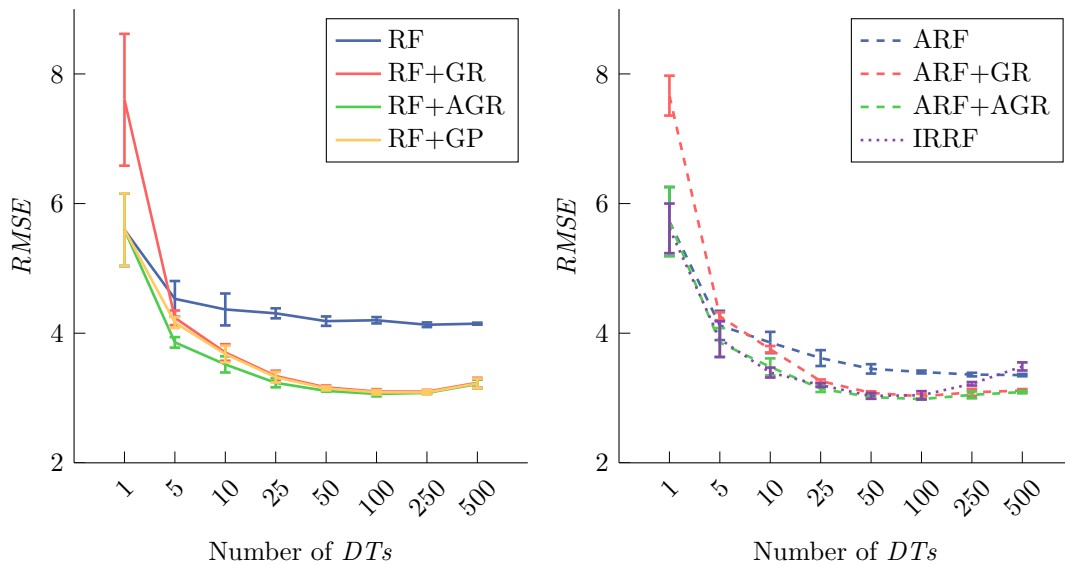 RF
RF+GR
RF+AGR
RF+GP
8
6
4
2
RMSE
1
5
10
25
50
100
250
500
Number of DTs
ARF
ARF+GR
ARF+AGR
IRRF
8
6
4
2
RMSE
1
5
10
25
50
100
250
500
Number of DTs